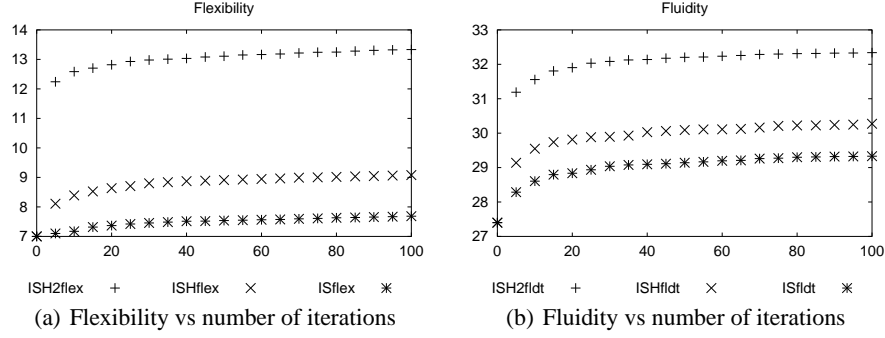 Flexibility
14
13
12
11
10
9
8
7
0 20 40 60 80 100
ISH2flex ISHflex ISflex
(a) Flexibility vs number of iterations
Fluidity
33
32
31
30
29
28
27
0 20 40 60 80 100
ISH2fldt ISHfldt ISfldt
(b) Fluidity vs number of iterations